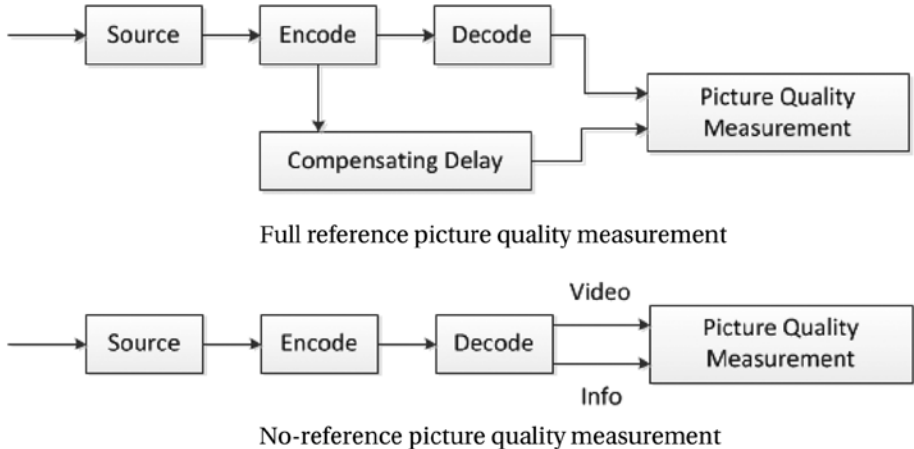 Source
Encode
Decode
Picture Quality
Measurement
Compensating Delay
Full reference picture quality measurement
Video
Source
Encode
Decode
Picture Quality
Measurement
Info
No-reference picture quality measurement